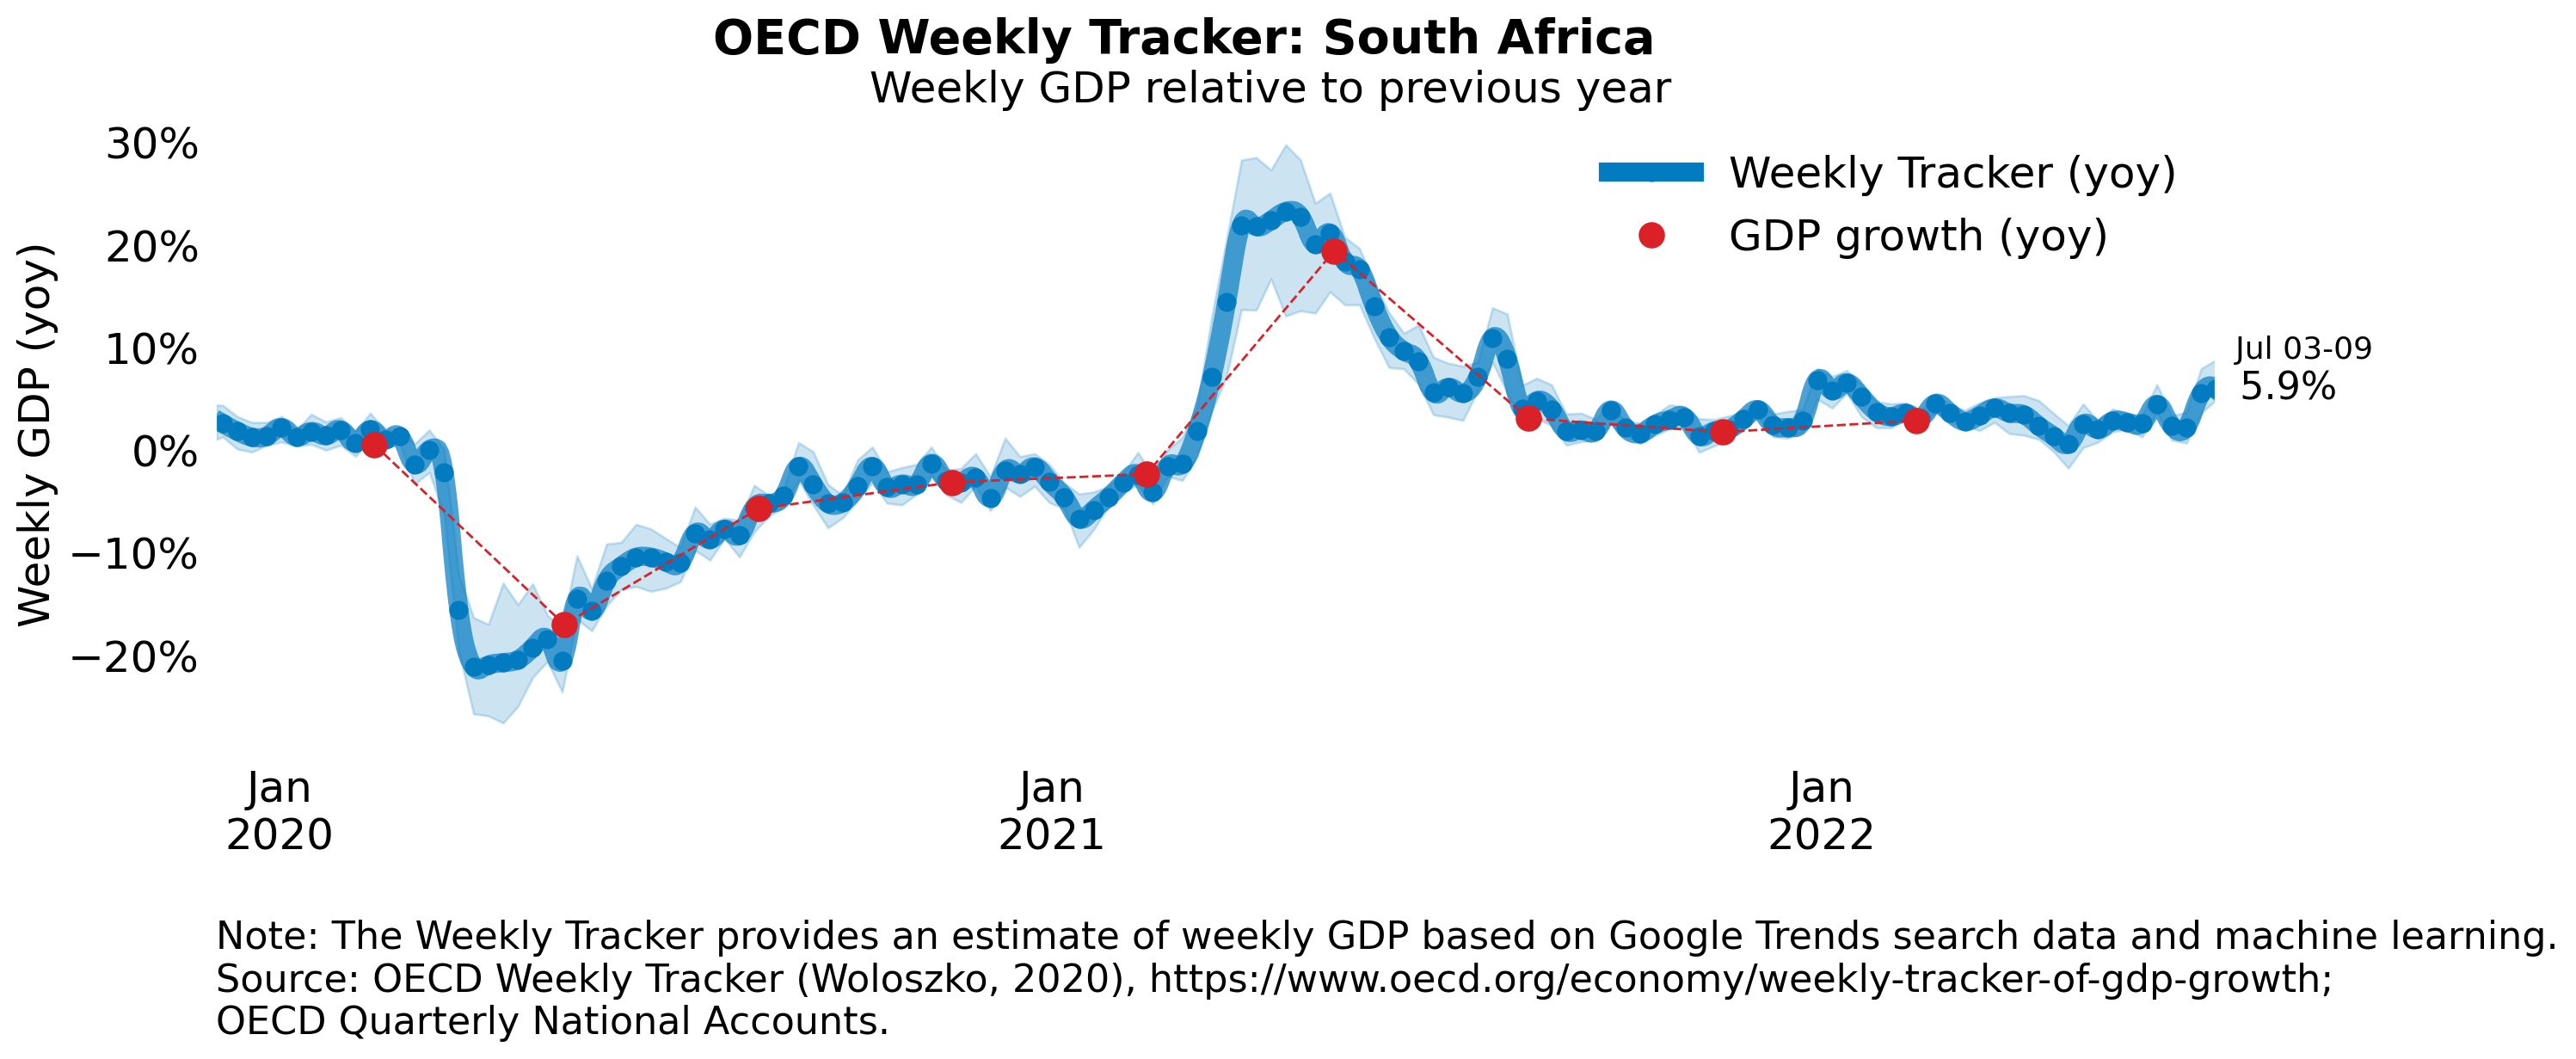 OECD Weekly Tracker: South Africa
Weekly GDP relative to previous year
Weekly GDP (yoy)
30%
20%
10%
0%
−10%
−20%
Weekly Tracker (yoy)
GDP growth (yoy)
Jul 03-09
5.9%
Jan
2020
Jan
2021
Jan
2022
Note: The Weekly Tracker provides an estimate of weekly GDP based on Google Trends search data and machine learning.
Source: OECD Weekly Tracker (Woloszko, 2020), https://www.oecd.org/economy/weekly-tracker-of-gdp-growth;
OECD Quarterly National Accounts.